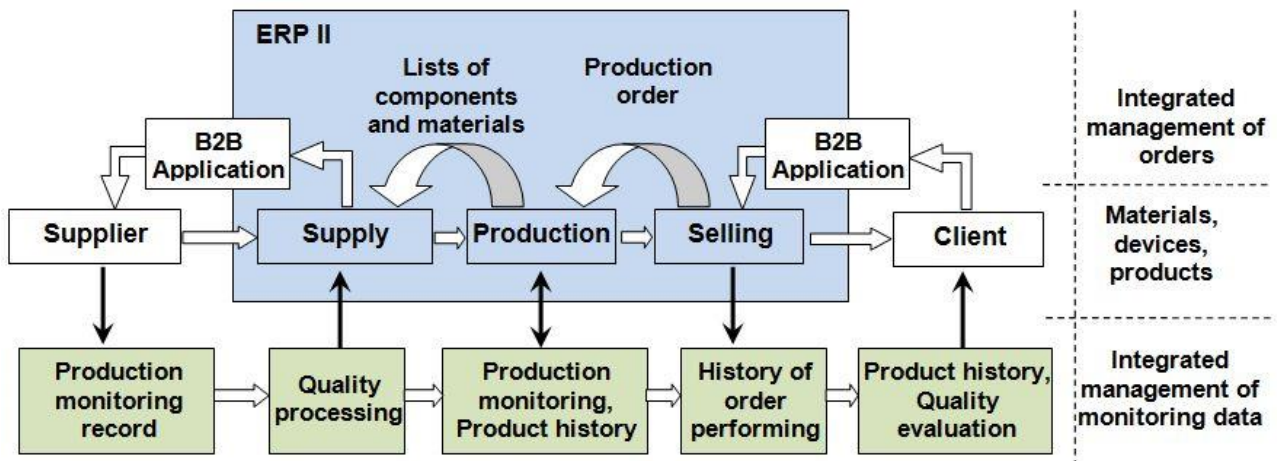 ERP II
Lists of
components
and materials
Production
order
B2B
Application
B2B
Application
Integrated
management of
orders
Supplier
Supply
Production
Selling
Client
Materials,
devices,
products
Production
monitoring
record
Quality
processing
Production
monitoring,
Product history
History of
order
performing
Product history,
Quality
evaluation
Integrated
management of
monitoring data